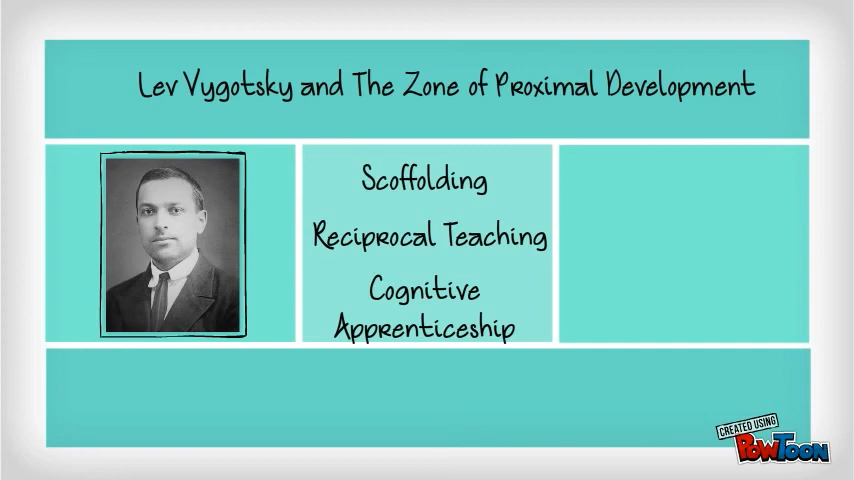 Lev Vygotsky and The Zone of Proximal Development
Scoffolding
Reciprocal Teaching
Cognitive
Apprenticeship
CREATED USING
POWTOON